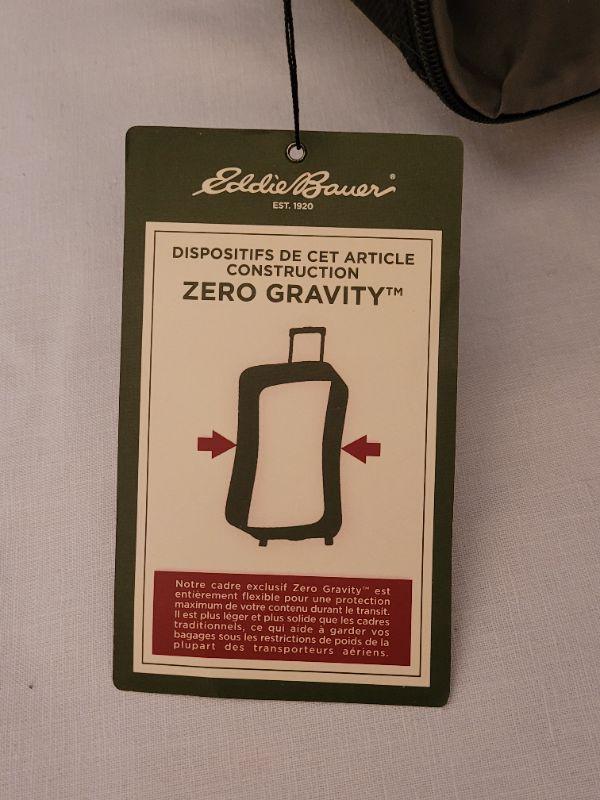 Eddie Bauer®
EST. 1920
DISPOSITIFS DE CET ARTICLE
CONSTRUCTION
ZERO GRAVITY™
Notre cadre exclusif Zero Gravity™ est
entièrement flexible pour une protection
maximum de votre contenu durant le transit.
Il est plus léger et plus solide que les cadres
traditionnels, ce qui aide à garder vos
bagages sous les restrictions de poids de la
plupart des transporteurs aériens.